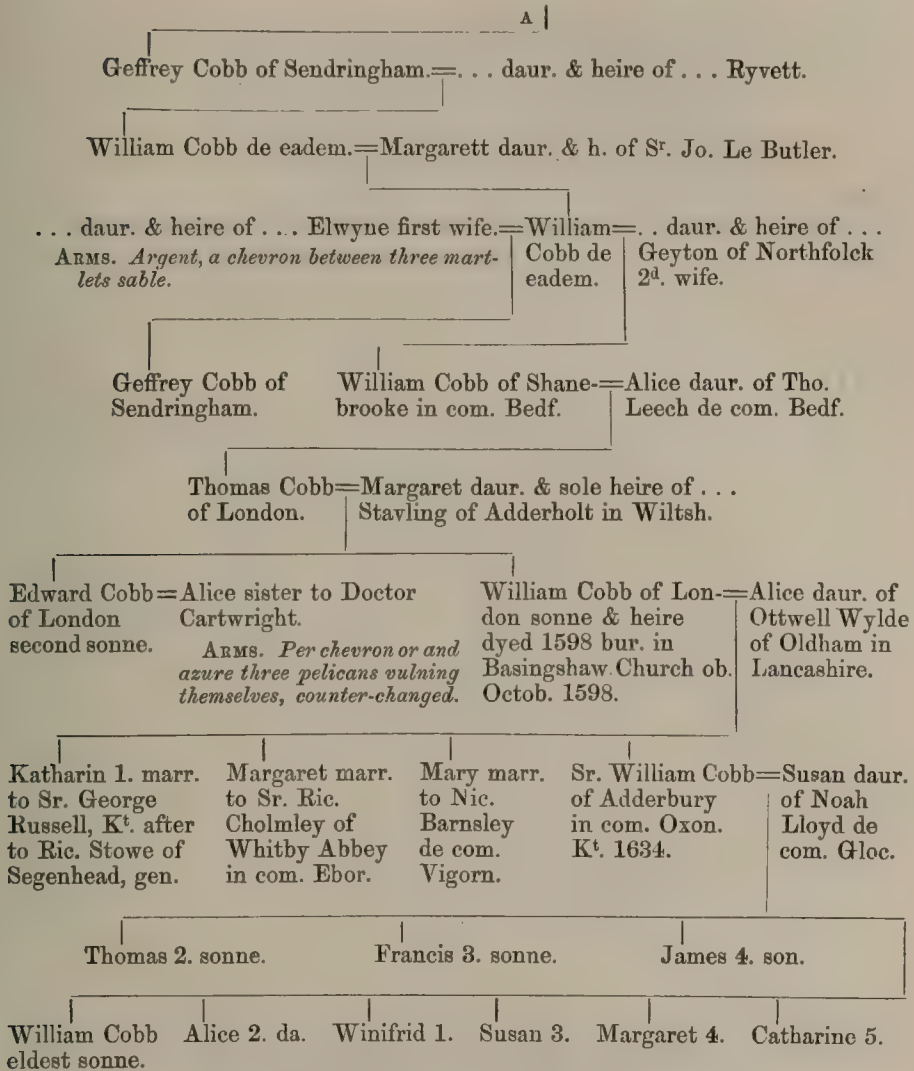 A
Geffrey Cobb of Sendringham.=. . . daur. & heire of . . . Ryvett.
William Cobb de eadem.=Margarett daur. & h. of Sʳ. Jo. Le Butler.
. . . daur. & heire of . . . Elwyne first wife.=William=. . daur. & heire of . . .
ARMS. Argent, a chevron between three mart-
lets sable.
Cobb de
eadem.
Geyton of Northfolck
2ᵈ. wife.
Geffrey Cobb of
Sendringham.
William Cobb of Shane-=Alice daur. of Tho.
brooke in com. Bedf.
Leech de com. Bedf.
Thomas Cobb=Margaret daur. & sole heire of . . .
of London.
Stavling of Adderholt in Wiltsh.
Edward Cobb=Alice sister to Doctor
of London
second sonne.
Cartwright.
ARMS. Per chevron or and
azure three pelicans vulning
themselves, counter-changed.
William Cobb of Lon-=Alice daur. of
don sonne & heire
dyed 1598 bur. in
Basingshaw Church ob.
Octob. 1598.
Ottwell Wylde
of Oldham in
Lancashire.
Katharin 1. marr.
to Sr. George
Russell, Kᵗ. after
to Ric. Stowe of
Segenhead, gen.
Margaret marr.
to Sr. Ric.
Cholmley of
Whitby Abbey
in com. Ebor.
Mary marr.
to Nic.
Barnsley
de com.
Vigorn.
Sr. William Cobb=Susan daur.
of Adderbury
in com. Oxon.
Kᵗ. 1634.
of Noah
Lloyd de
com. Gloc.
Thomas 2. sonne.
Francis 3. sonne.
James 4. son.
William Cobb
eldest sonne.
Alice 2. da.
Winifrid 1.
Susan 3.
Margaret 4.
Catharine 5.